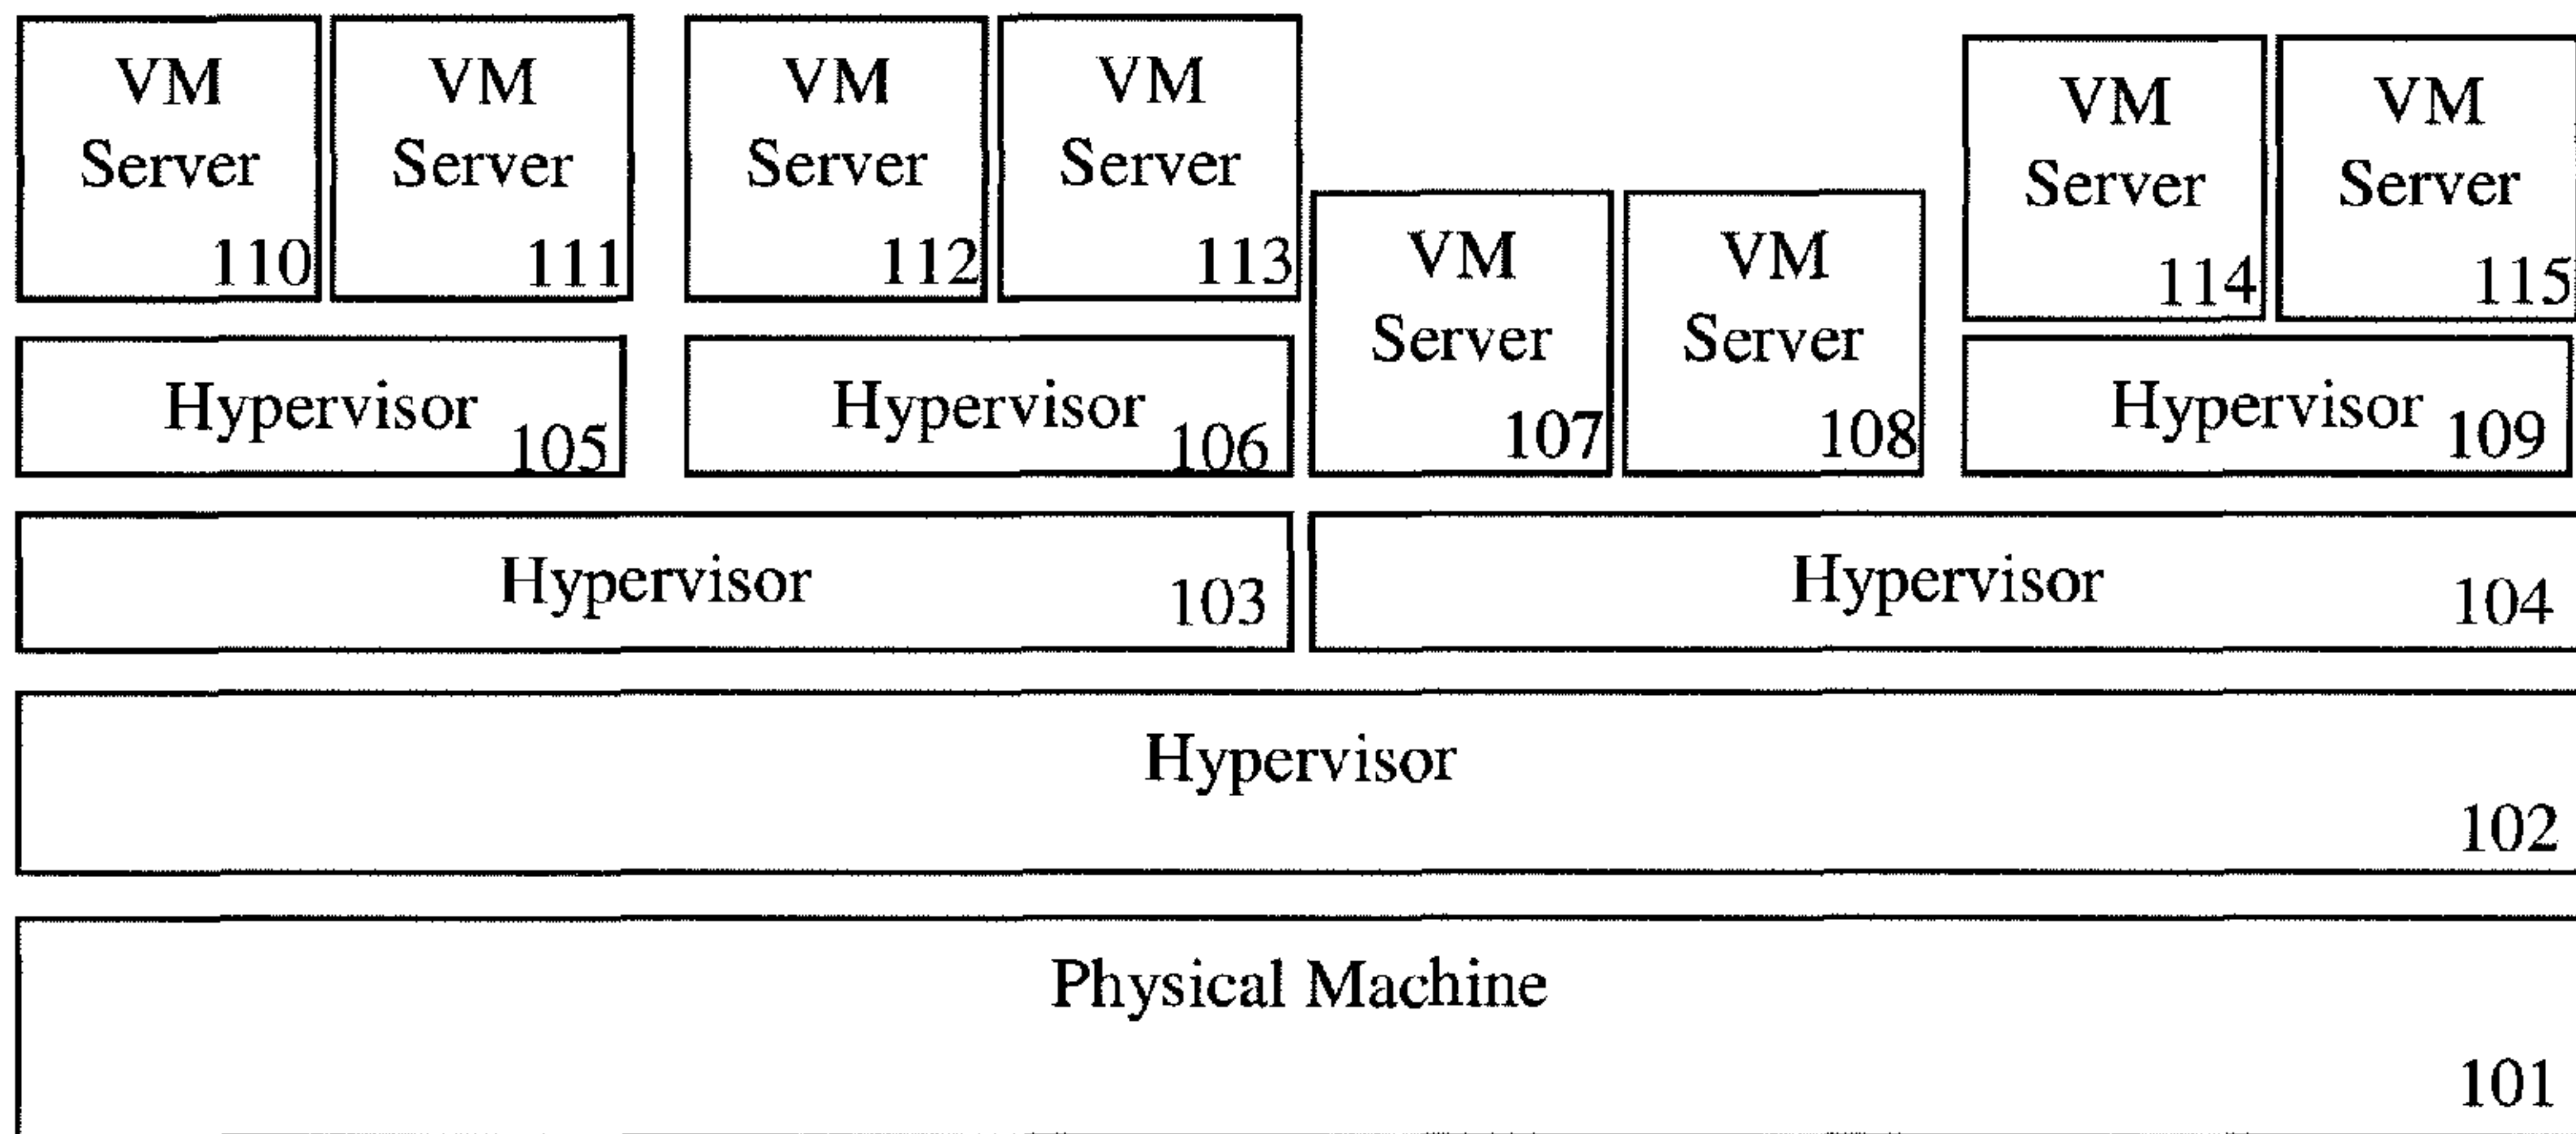 VM
Server
110
VM
Server
111
VM
Server
112
VM
Server
113
VM
Server
107
VM
Server
108
VM
Server
114
VM
Server
115
Hypervisor 105
Hypervisor 106
Hypervisor 109
Hypervisor 103
Hypervisor 104
Hypervisor
102
Physical Machine
101